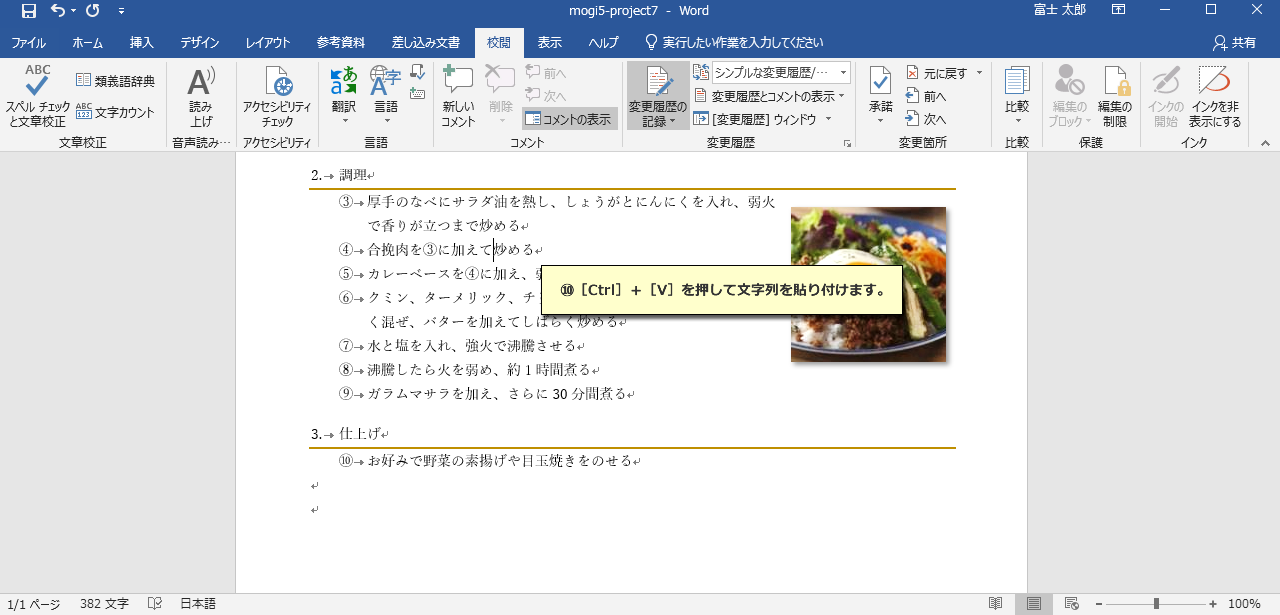 mogi5-project7 - Word
富士 太郎
ファイル ホーム 挿入 デザイン レイアウト 参考資料 差し込み文書 校閲 表示 ヘルプ 実行したい作業を入力してください 共有
ABC
スペル チェック
と文章校正
類義語辞典
ABC
123
文字カウント
文章校正
A
読み
上げ
音声読み…
アクセシビリティ
チェック
アクセシビリティ
あ
a
翻訳
字
A
言語
言語
新しい
コメント
削除
前へ
次へ
コメントの表示
コメント
変更履歴の
記録
シンプルな変更履歴/…
変更履歴とコメントの表示
[変更履歴] ウィンドウ
変更履歴
承諾
元に戻す
前へ
次へ
変更箇所
比較
比較
編集の
ブロック
編集の
制限
保護
インクの
開始
インクを非
表示にする
インク
2. 調理
③ 厚手のなべにサラダ油を熱し、しょうがとにんにくを入れ、弱火
で香りが立つまで炒める
④ 合挽肉を③に加えて炒める
⑤ カレーベースを④に加え、
⑩［Ctrl］＋［V］を押して文字列を貼り付けます。
⑥ クミン、ターメリック、チ
く混ぜ、バターを加えてしばらく炒める
⑦ 水と塩を入れ、強火で沸騰させる
⑧ 沸騰したら火を弱め、約 1 時間煮る
⑨ ガラムマサラを加え、さらに 30 分間煮る
3. 仕上げ
⑩ お好みで野菜の素揚げや目玉焼きをのせる
1/1 ページ 382 文字 日本語 100%